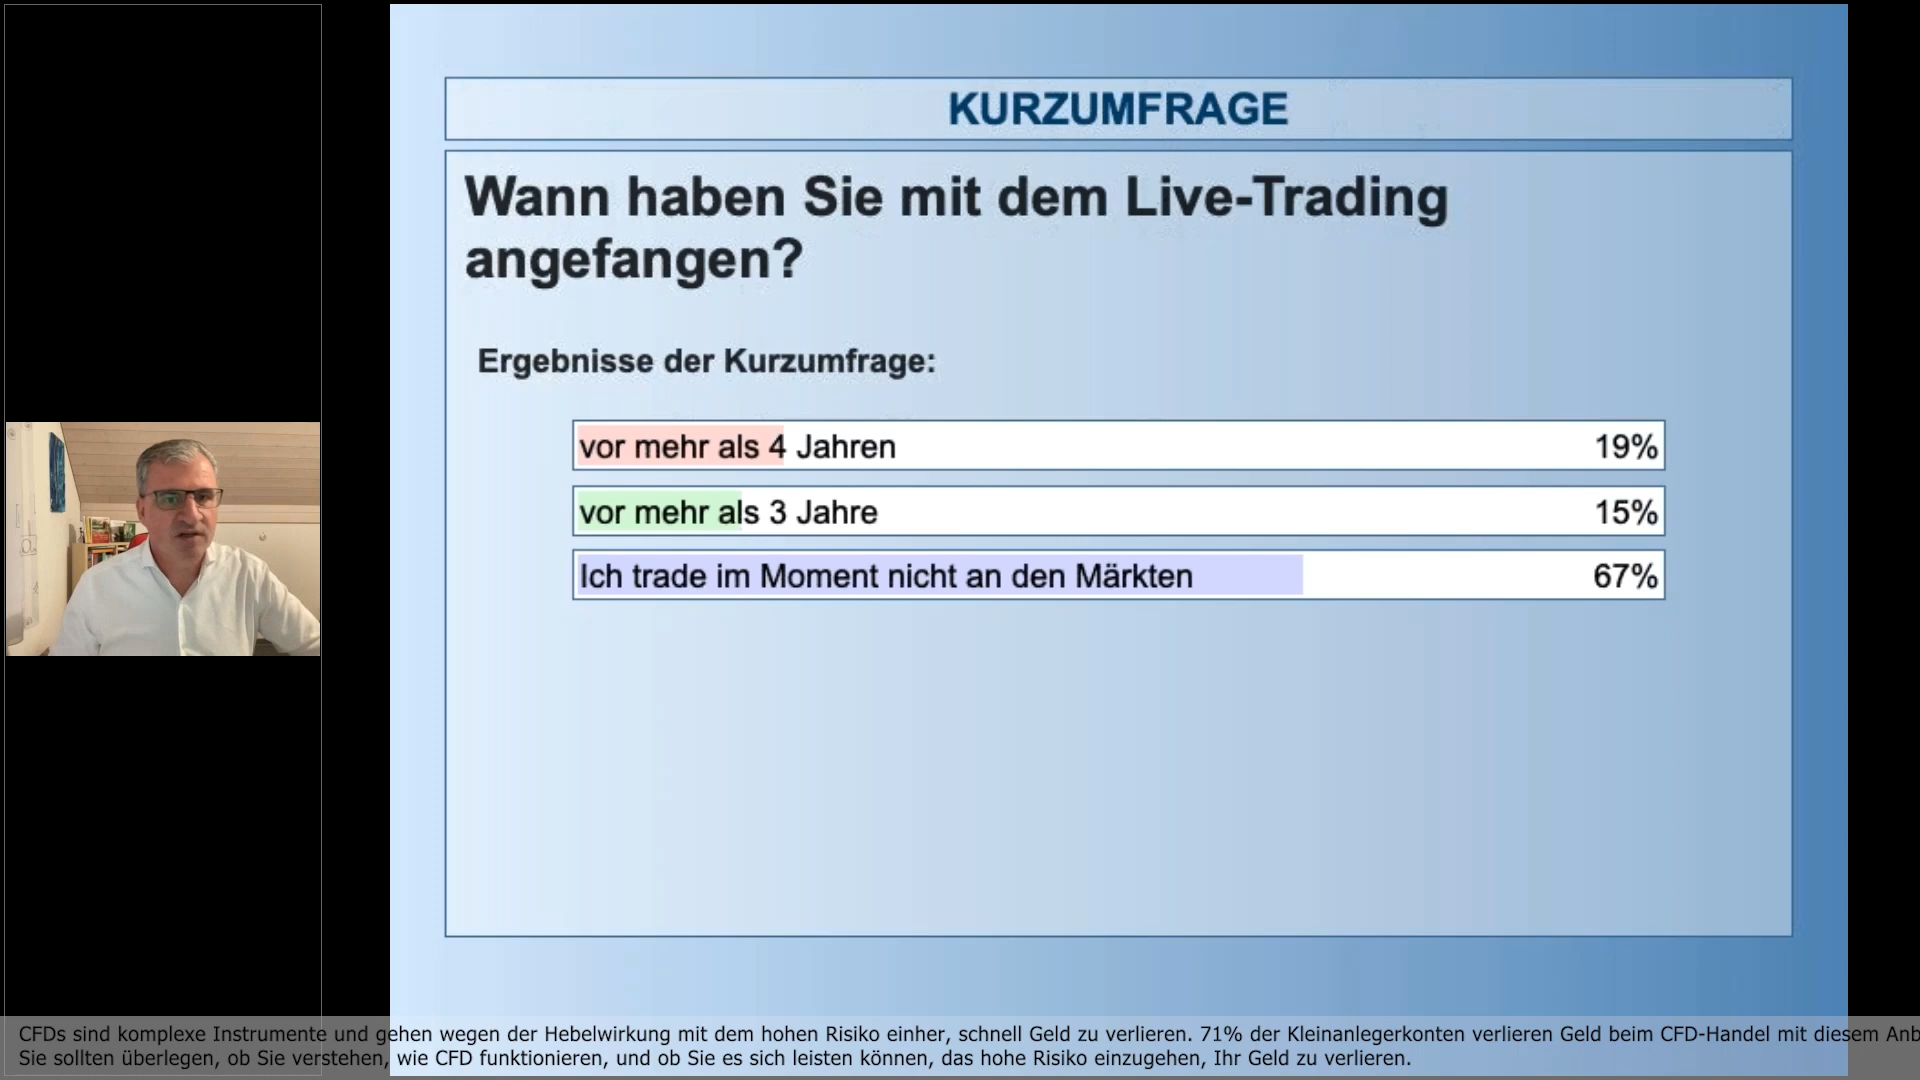 KURZUMFRAGE
Wann haben Sie mit dem Live-Trading
angefangen?
Ergebnisse der Kurzumfrage:
vor mehr als 4 Jahren 19%
vor mehr als 3 Jahre 15%
Ich trade im Moment nicht an den Märkten 67%
CFDs sind komplexe Instrumente und gehen wegen der Hebelwirkung mit dem hohen Risiko einher, schnell Geld zu verlieren. 71% der Kleinanlegerkonten verlieren Geld beim CFD-Handel mit diesem Anb
Sie sollten überlegen, ob Sie verstehen, wie CFD funktionieren, und ob Sie es sich leisten können, das hohe Risiko einzugehen, Ihr Geld zu verlieren.